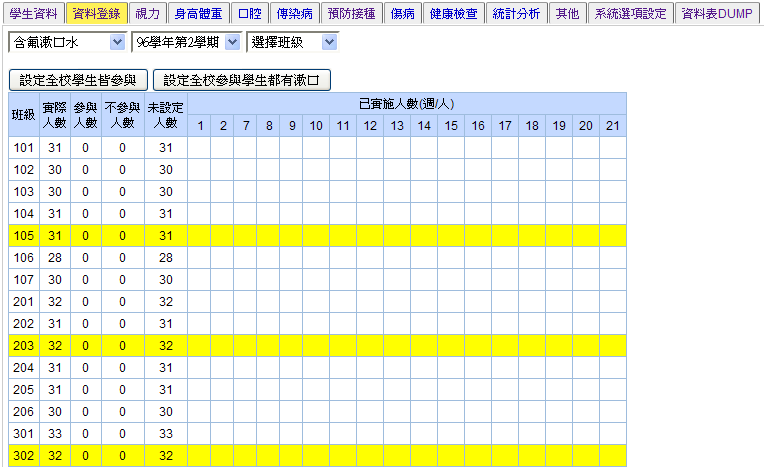 學生資料 資料登錄 視力 身高體重 口腔 傳染病 預防接種 傷病 健康檢查 統計分析 其他 系統選項設定 資料表DUMP
含氟漱口水 96學年第2學期 選擇班級
設定全校學生皆參與 設定全校參與學生都有漱口
班級 實際人數 參與人數 不參與人數 未設定人數 已實施人數(週/人)
1 2 7 8 9 10 11 12 13 14 15 16 17 18 19 20 21
101 31 0 0 31
102 30 0 0 30
103 30 0 0 30
104 31 0 0 31
105 31 0 0 31
106 28 0 0 28
107 30 0 0 30
201 32 0 0 32
202 31 0 0 31
203 32 0 0 32
204 31 0 0 31
205 31 0 0 31
206 30 0 0 30
301 33 0 0 33
302 32 0 0 32